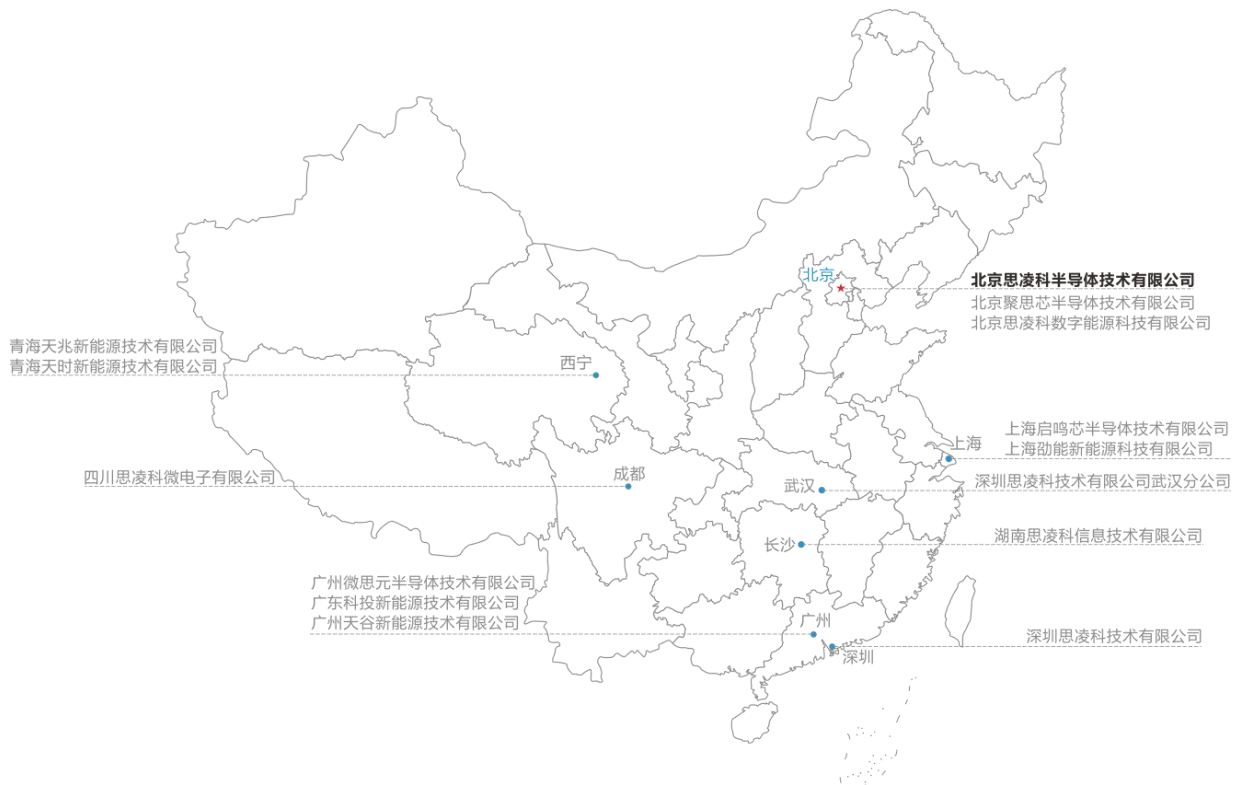 北京
北京思凌科半导体技术有限公司
北京聚思芯半导体技术有限公司
北京思凌科数字能源科技有限公司
青海天兆新能源技术有限公司
青海天时新能源技术有限公司
西宁
上海启鸣芯半导体技术有限公司
上海劭能新能源科技有限公司
上海
四川思凌科微电子有限公司
成都
武汉
深圳思凌科技术有限公司武汉分公司
长沙
湖南思凌科信息技术有限公司
广州微思元半导体技术有限公司
广东科投新能源技术有限公司
广州天谷新能源技术有限公司
广州
深圳思凌科技术有限公司
深圳